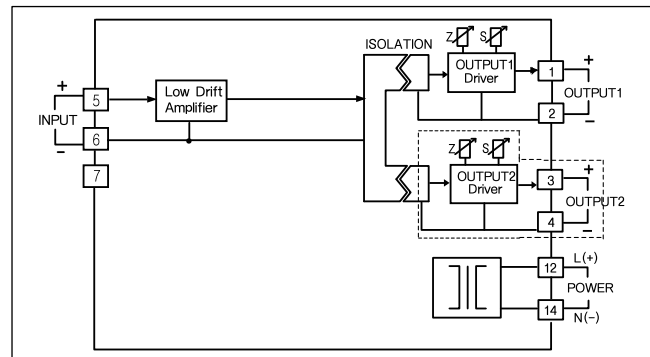 ISOLATION
Z S
OUTPUT1
Driver
1
+
OUTPUT1
2
−
+
5
Low Drift
Amplifier
INPUT
6
−
7
Z S
OUTPUT2
Driver
3
+
OUTPUT2
4
−
12
L(+)
POWER
14
N(−)